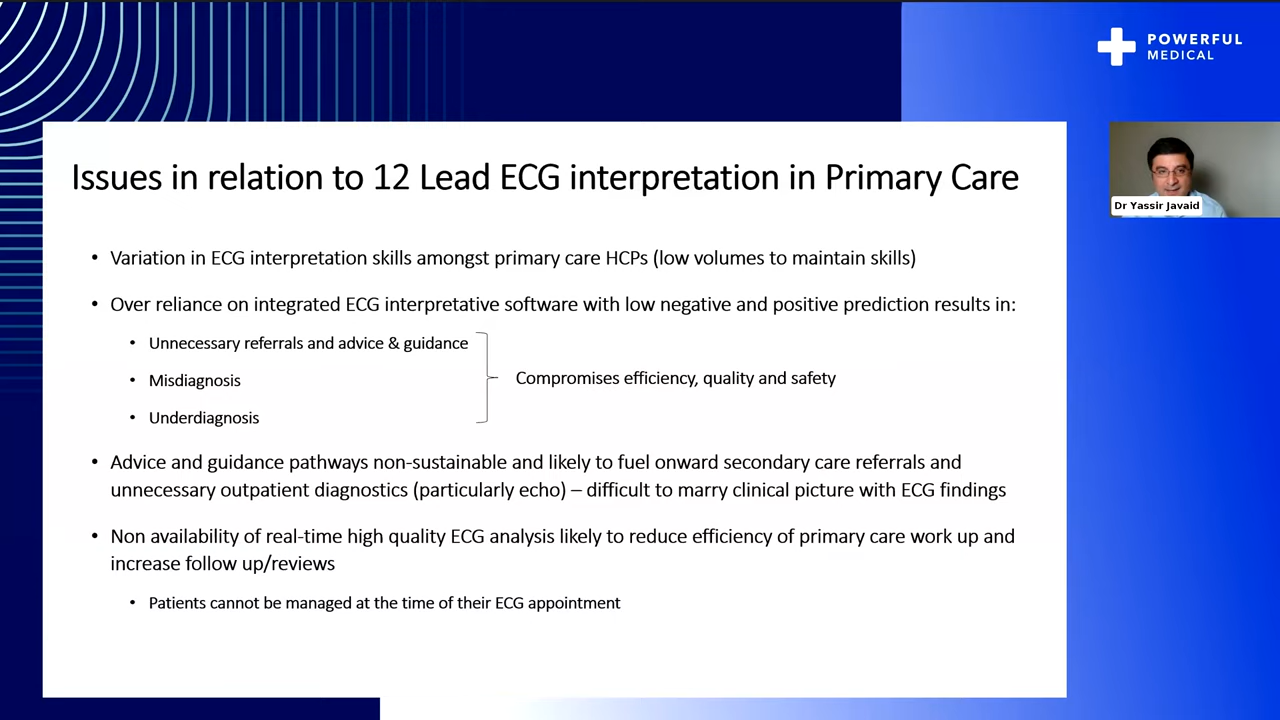 POWERFUL
MEDICAL
Issues in relation to 12 Lead ECG interpretation in Primary Care
Dr Yassir Javaid
• Variation in ECG interpretation skills amongst primary care HCPs (low volumes to maintain skills)
• Over reliance on integrated ECG interpretative software with low negative and positive prediction results in:
• Unnecessary referrals and advice & guidance
• Misdiagnosis
Compromises efficiency, quality and safety
• Underdiagnosis
• Advice and guidance pathways non-sustainable and likely to fuel onward secondary care referrals and
unnecessary outpatient diagnostics (particularly echo) – difficult to marry clinical picture with ECG findings
• Non availability of real-time high quality ECG analysis likely to reduce efficiency of primary care work up and
increase follow up/reviews
• Patients cannot be managed at the time of their ECG appointment